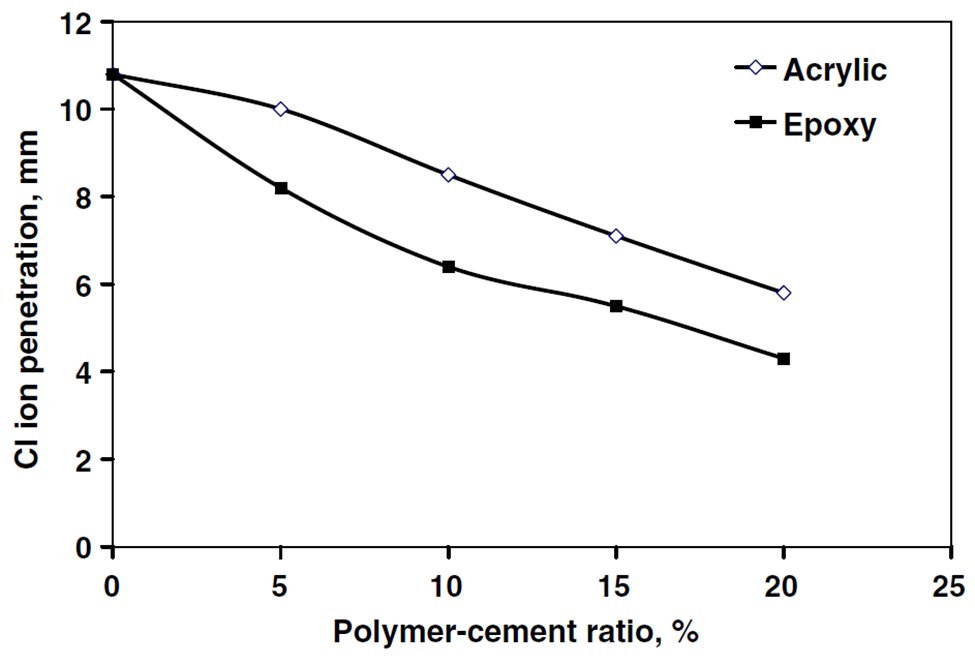 12
10
8
6
4
2
0
0 5 10 15 20 25
Cl ion penetration, mm
Polymer-cement ratio, %
Acrylic
Epoxy